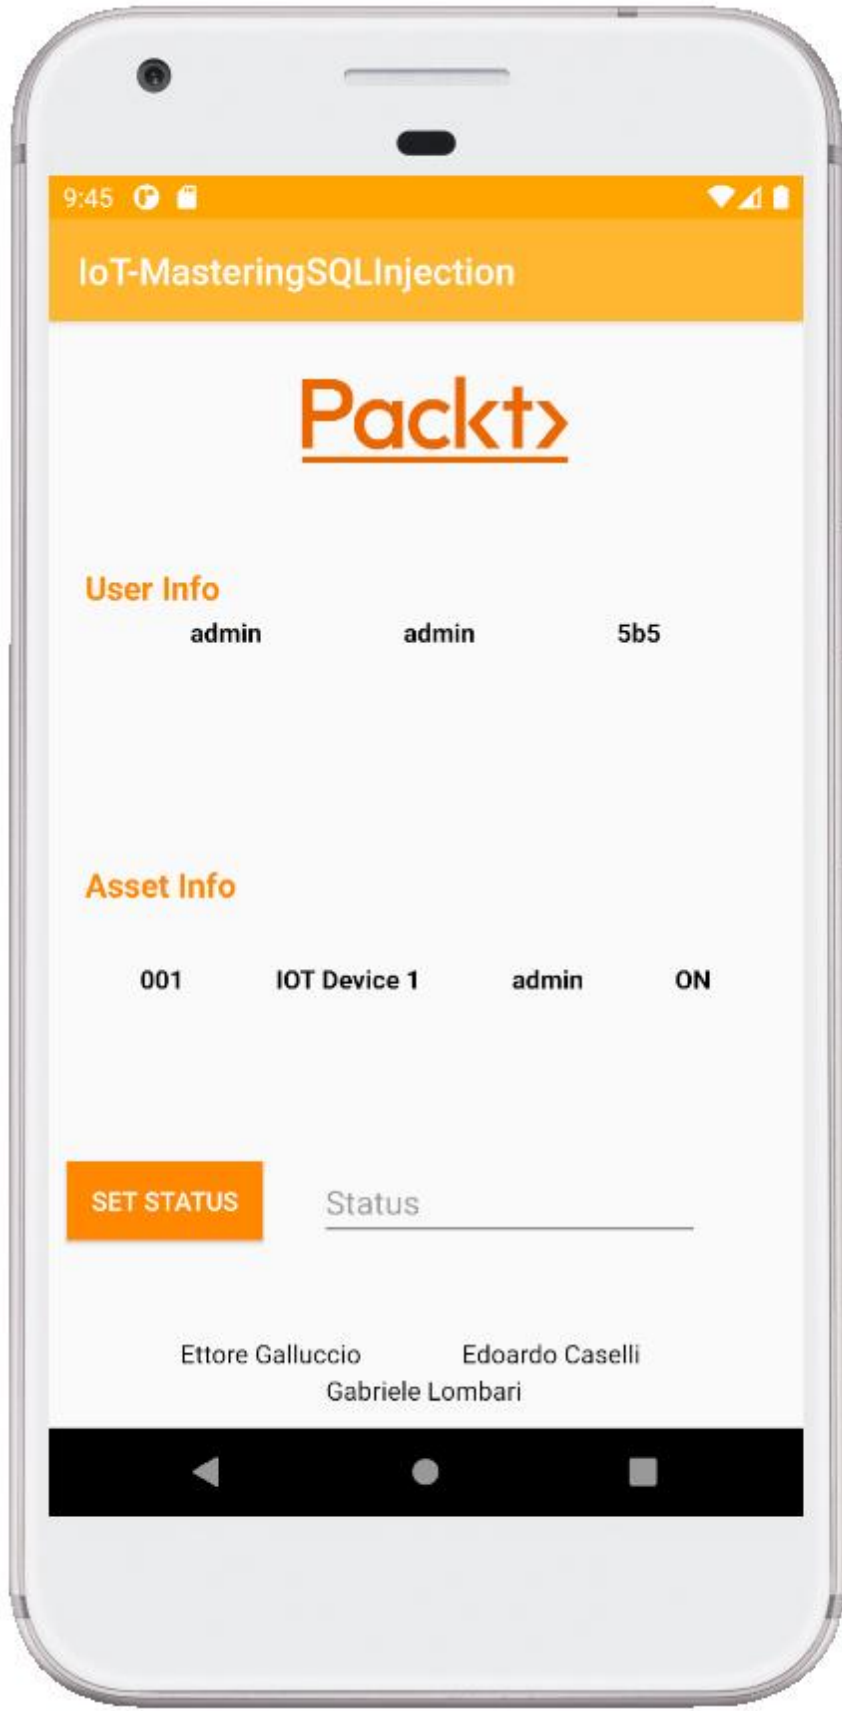 9:45
IoT-MasteringSQLInjection
Packt>
User Info
admin admin 5b5
Asset Info
001 IOT Device 1 admin ON
SET STATUS Status
Ettore Galluccio Edoardo Caselli
Gabriele Lombari